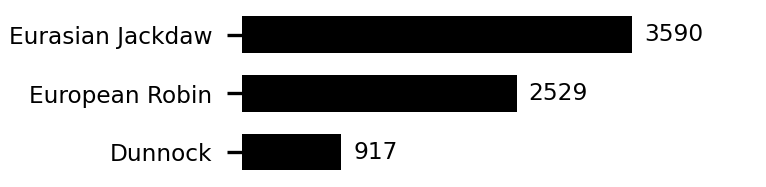 Eurasian Jackdaw 3590
European Robin 2529
Dunnock 917